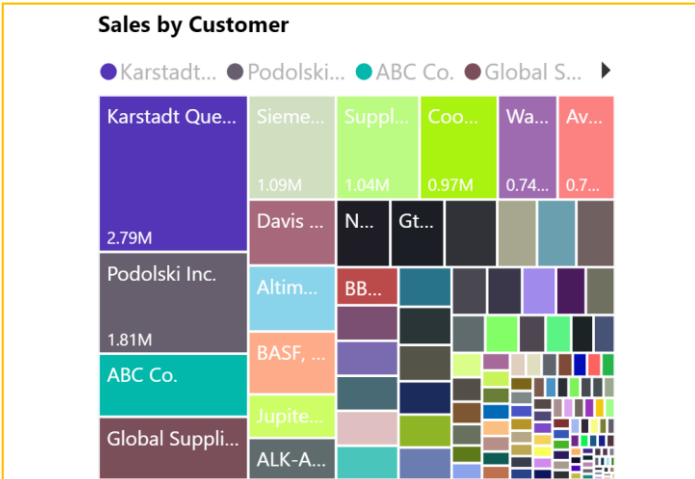 Sales by Customer
Karstadt... Podolski... ABC Co. Global S...
Karstadt Que...
2.79M
Podolski Inc.
1.81M
ABC Co.
Global Suppli...
Sieme...
1.09M
Suppl...
1.04M
Coo...
0.97M
Wa...
0.74...
Av...
0.7...
Davis ...
N...
Gt...
Altim...
BB...
BASF, ...
Jupite...
ALK-A...